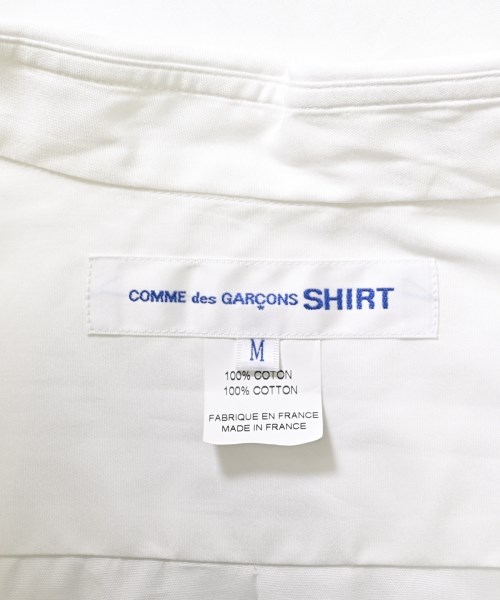 COMME des GARÇONS SHIRT
M
100% COTON
100% COTTON
FABRIQUE EN FRANCE
MADE IN FRANCE